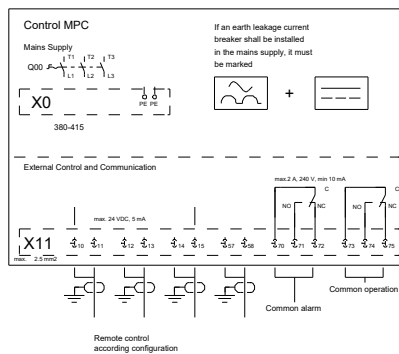 Control MPC
If an earth leakage current
breaker shall be installed
in the mains supply, it must
be marked
Mains Supply
T1 T2 T3
Q00
L1 L2 L3
+
X0
PE PE
380-415
External Control and Communication
max.2 A, 240 V, min 10 mA
C C
NO NC NO NC
max. 24 VDC, 5 mA
X11
10 11 12 13 14 15 57 58 70 71 72 73 74 75
max. 2.5 mm2
Common operation
Common alarm
Remote control
according configuration